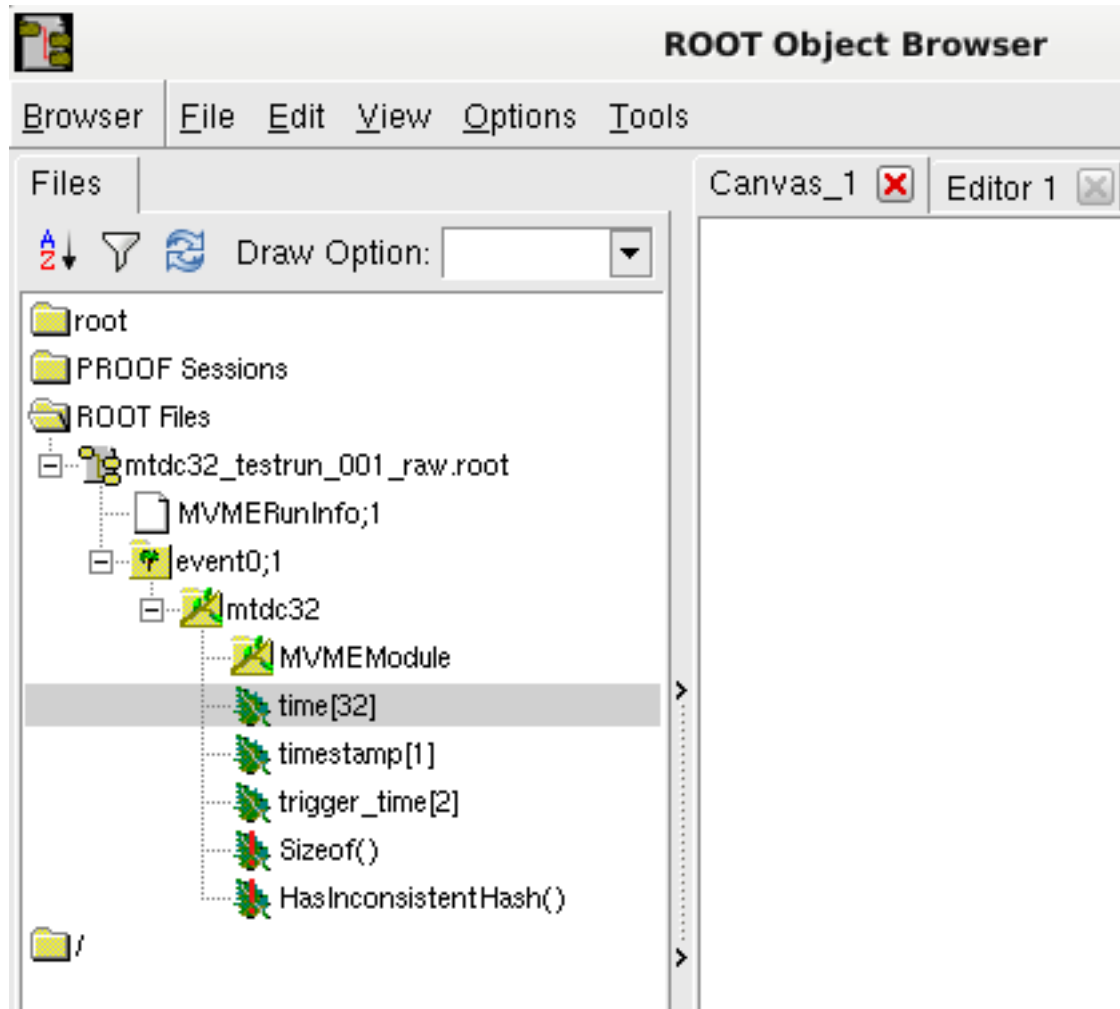 ROOT Object Browser
Browser File Edit View Options Tools
Files
Canvas_1 Editor 1
A
Z
Draw Option:
root
PROOF Sessions
ROOT Files
mtdc32_testrun_001_raw.root
MVMERunInfo;1
event0;1
mtdc32
MVMEModule
time[32]
timestamp[1]
trigger_time[2]
Sizeof()
HasInconsistentHash()
/